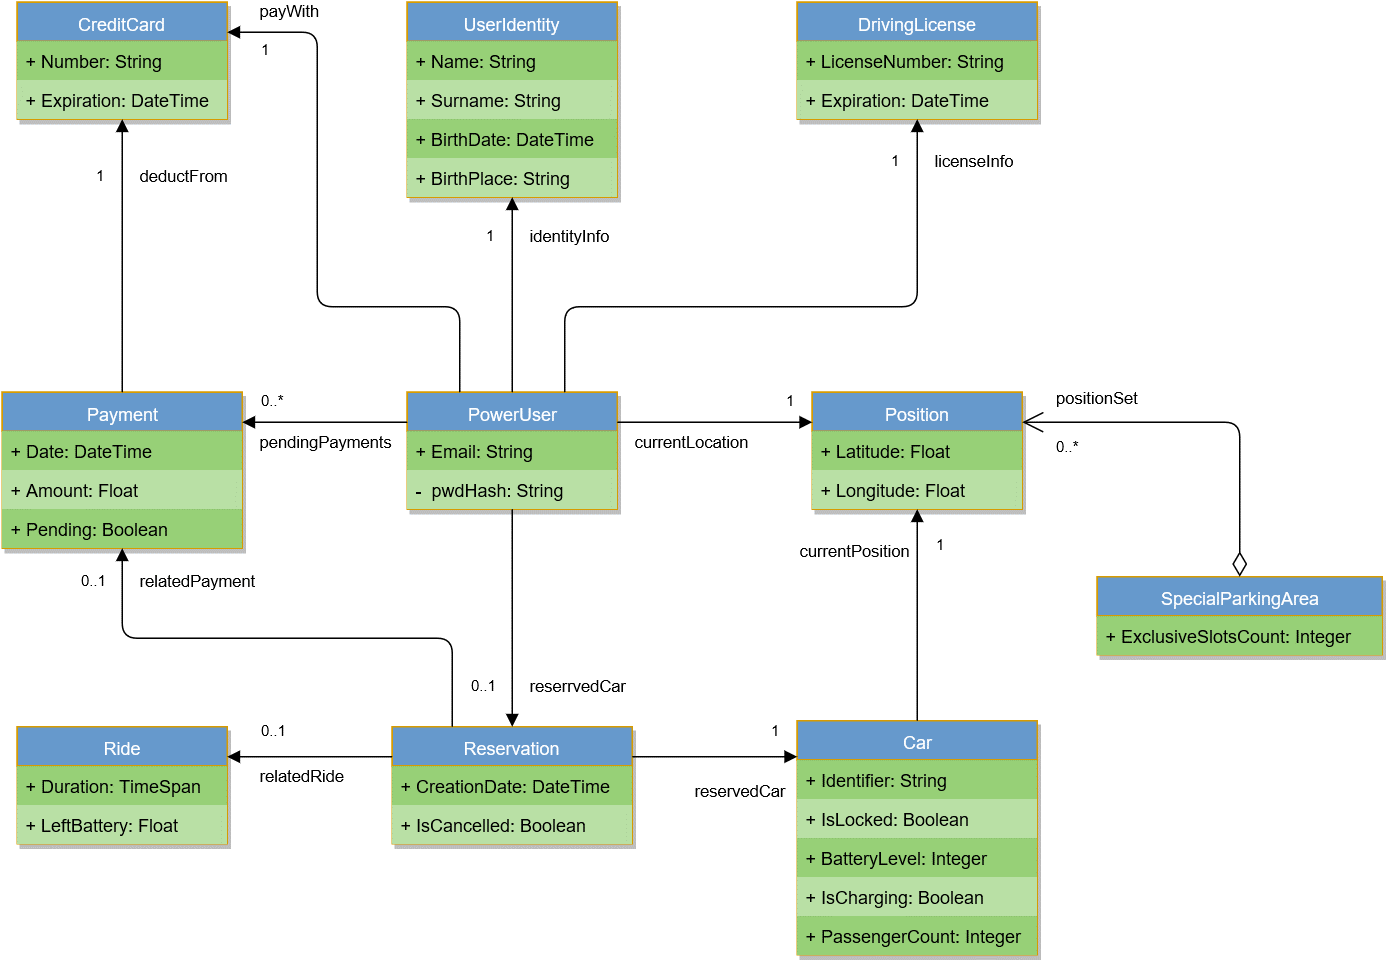 CreditCard
+ Number: String
+ Expiration: DateTime
payWith
1
UserIdentity
+ Name: String
+ Surname: String
+ BirthDate: DateTime
+ BirthPlace: String
DrivingLicense
+ LicenseNumber: String
+ Expiration: DateTime
1
deductFrom
1
identityInfo
1
licenseInfo
Payment
+ Date: DateTime
+ Amount: Float
+ Pending: Boolean
0..*
pendingPayments
PowerUser
+ Email: String
- pwdHash: String
1
currentLocation
Position
+ Latitude: Float
+ Longitude: Float
positionSet
0..*
currentPosition
1
SpecialParkingArea
+ ExclusiveSlotsCount: Integer
0..1
relatedPayment
0..1
reserrvedCar
Ride
+ Duration: TimeSpan
+ LeftBattery: Float
0..1
relatedRide
Reservation
+ CreationDate: DateTime
+ IsCancelled: Boolean
1
reservedCar
Car
+ Identifier: String
+ IsLocked: Boolean
+ BatteryLevel: Integer
+ IsCharging: Boolean
+ PassengerCount: Integer